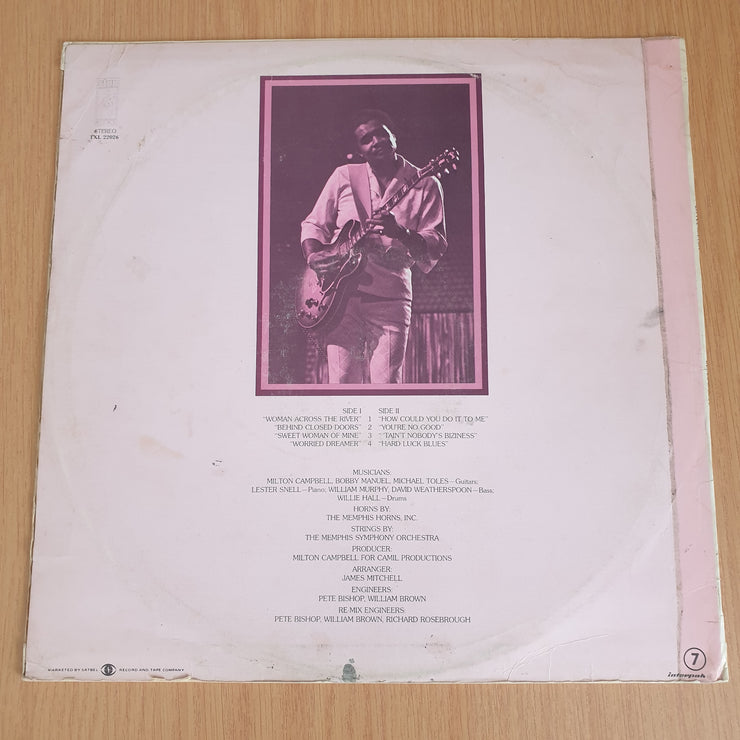 STEREO
TXL 22026
SIDE I SIDE II
"WOMAN ACROSS THE RIVER" 1 "HOW COULD YOU DO IT TO ME"
"BEHIND CLOSED DOORS" 2 "YOU'RE NO GOOD"
"SWEET WOMAN OF MINE" 3 "'TAIN'T NOBODY'S BIZINESS"
"WORRIED DREAMER" 4 "HARD LUCK BLUES"
MUSICIANS:
MILTON CAMPBELL, BOBBY MANUEL, MICHAEL TOLES—Guitars;
LESTER SNELL—Piano; WILLIAM MURPHY, DAVID WEATHERSPOON—Bass;
WILLIE HALL—Drums
HORNS BY:
THE MEMPHIS HORNS, INC.
STRINGS BY:
THE MEMPHIS SYMPHONY ORCHESTRA
PRODUCER:
MILTON CAMPBELL FOR CAMIL PRODUCTIONS
ARRANGER:
JAMES MITCHELL
ENGINEERS:
PETE BISHOP, WILLIAM BROWN
RE-MIX ENGINEERS:
PETE BISHOP, WILLIAM BROWN, RICHARD ROSEBROUGH
MARKETED BY SATBEL RECORD AND TAPE COMPANY
7
interpak